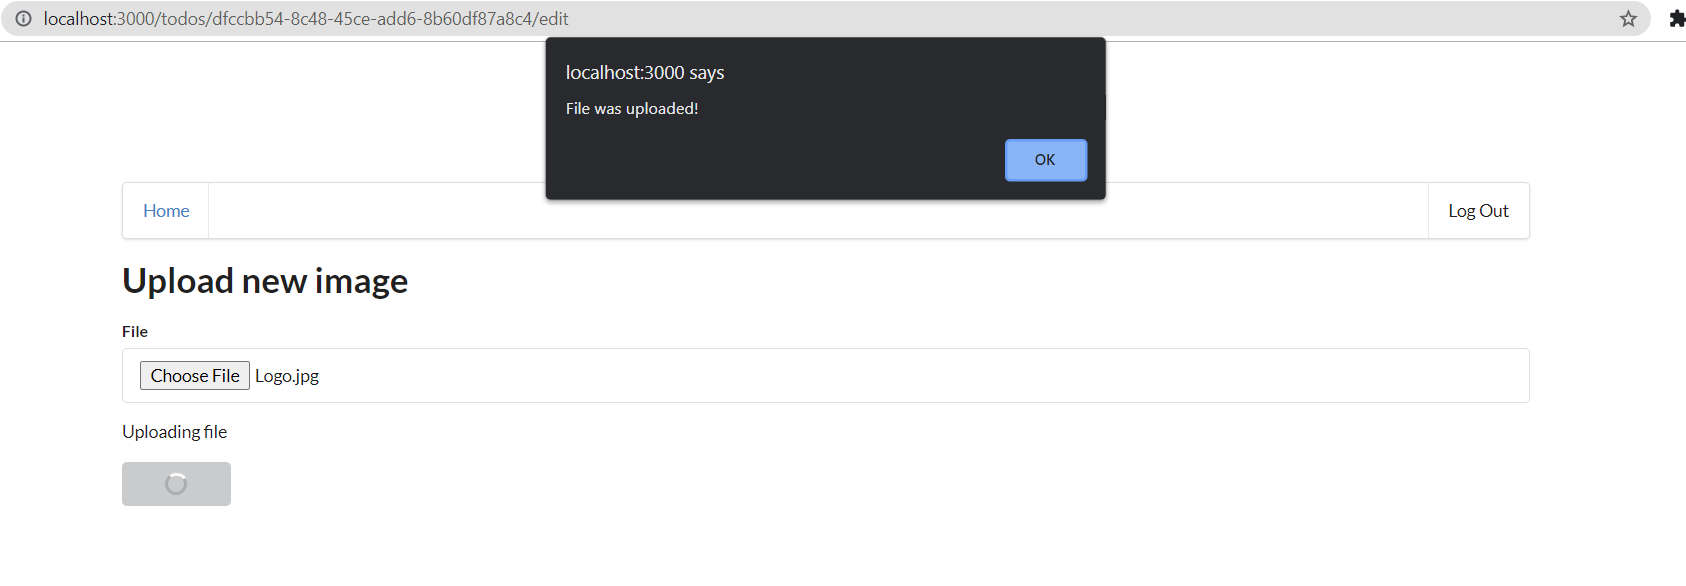 localhost:3000/todos/dfccbb54-8c48-45ce-add6-8b60df87a8c4/edit
localhost:3000 says
File was uploaded!
OK
Home
Log Out
Upload new image
File
Choose File Logo.jpg
Uploading file